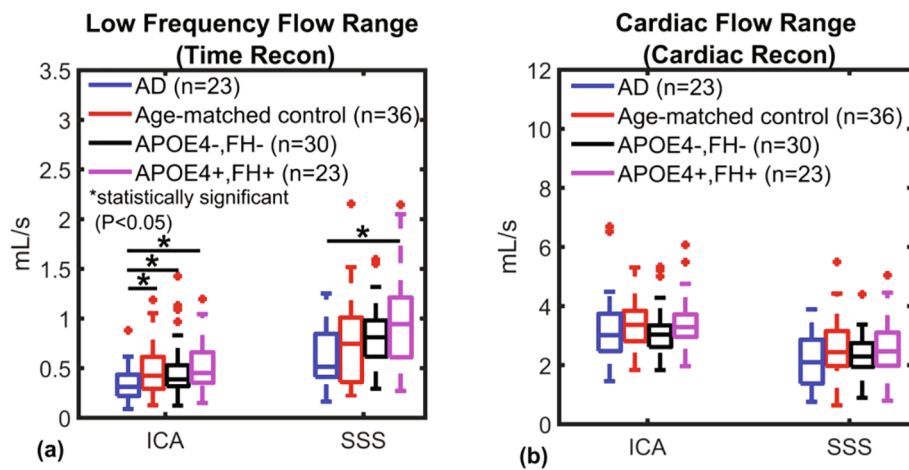 Low Frequency Flow Range
(Time Recon)
3.5
3
2.5
2
1.5
1
0.5
0
mL/s
AD (n=23)
Age-matched control (n=36)
APOE4-,FH- (n=30)
APOE4+,FH+ (n=23)
*statistically significant
(P<0.05)
*
*
*
*
ICA
SSS
(a)
Cardiac Flow Range
(Cardiac Recon)
12
10
8
6
4
2
0
mL/s
AD (n=23)
Age-matched control (n=36)
APOE4-,FH- (n=30)
APOE4+,FH+ (n=23)
ICA
SSS
(b)